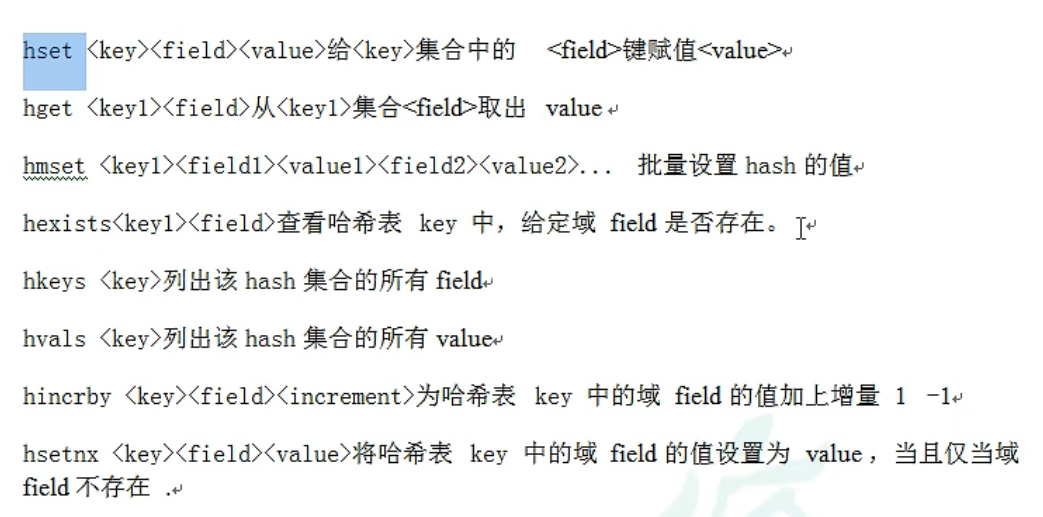 hset <key><field><value>给<key>集合中的 <field>键赋值<value>
hget <key1><field>从<key1>集合<field>取出 value
hmset <key1><field1><value1><field2><value2>... 批量设置 hash 的值
hexists<key1><field>查看哈希表 key 中，给定域 field 是否存在。
hkeys <key>列出该 hash 集合的所有 field
hvals <key>列出该 hash 集合的所有 value
hincrby <key><field><increment>为哈希表 key 中的域 field 的值加上增量 1 -1
hsetnx <key><field><value>将哈希表 key 中的域 field 的值设置为 value，当且仅当域
field 不存在 .